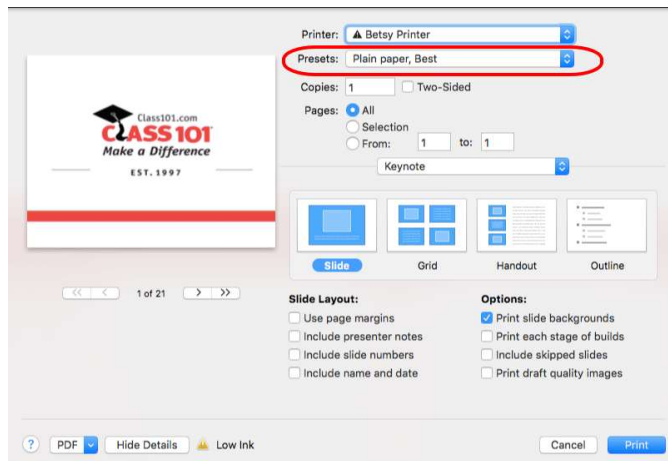 Printer: Betsy Printer
Presets: Plain paper, Best
Copies: 1 Two-Sided
Pages: All
Selection
From: 1 to: 1
Keynote
Class101.com
CLASS 101
Make a Difference
EST. 1997
1 of 21
Slide Grid Handout Outline
Slide Layout:
Use page margins
Include presenter notes
Include slide numbers
Include name and date
Options:
Print slide backgrounds
Print each stage of builds
Include skipped slides
Print draft quality images
? PDF Hide Details Low Ink Cancel Print